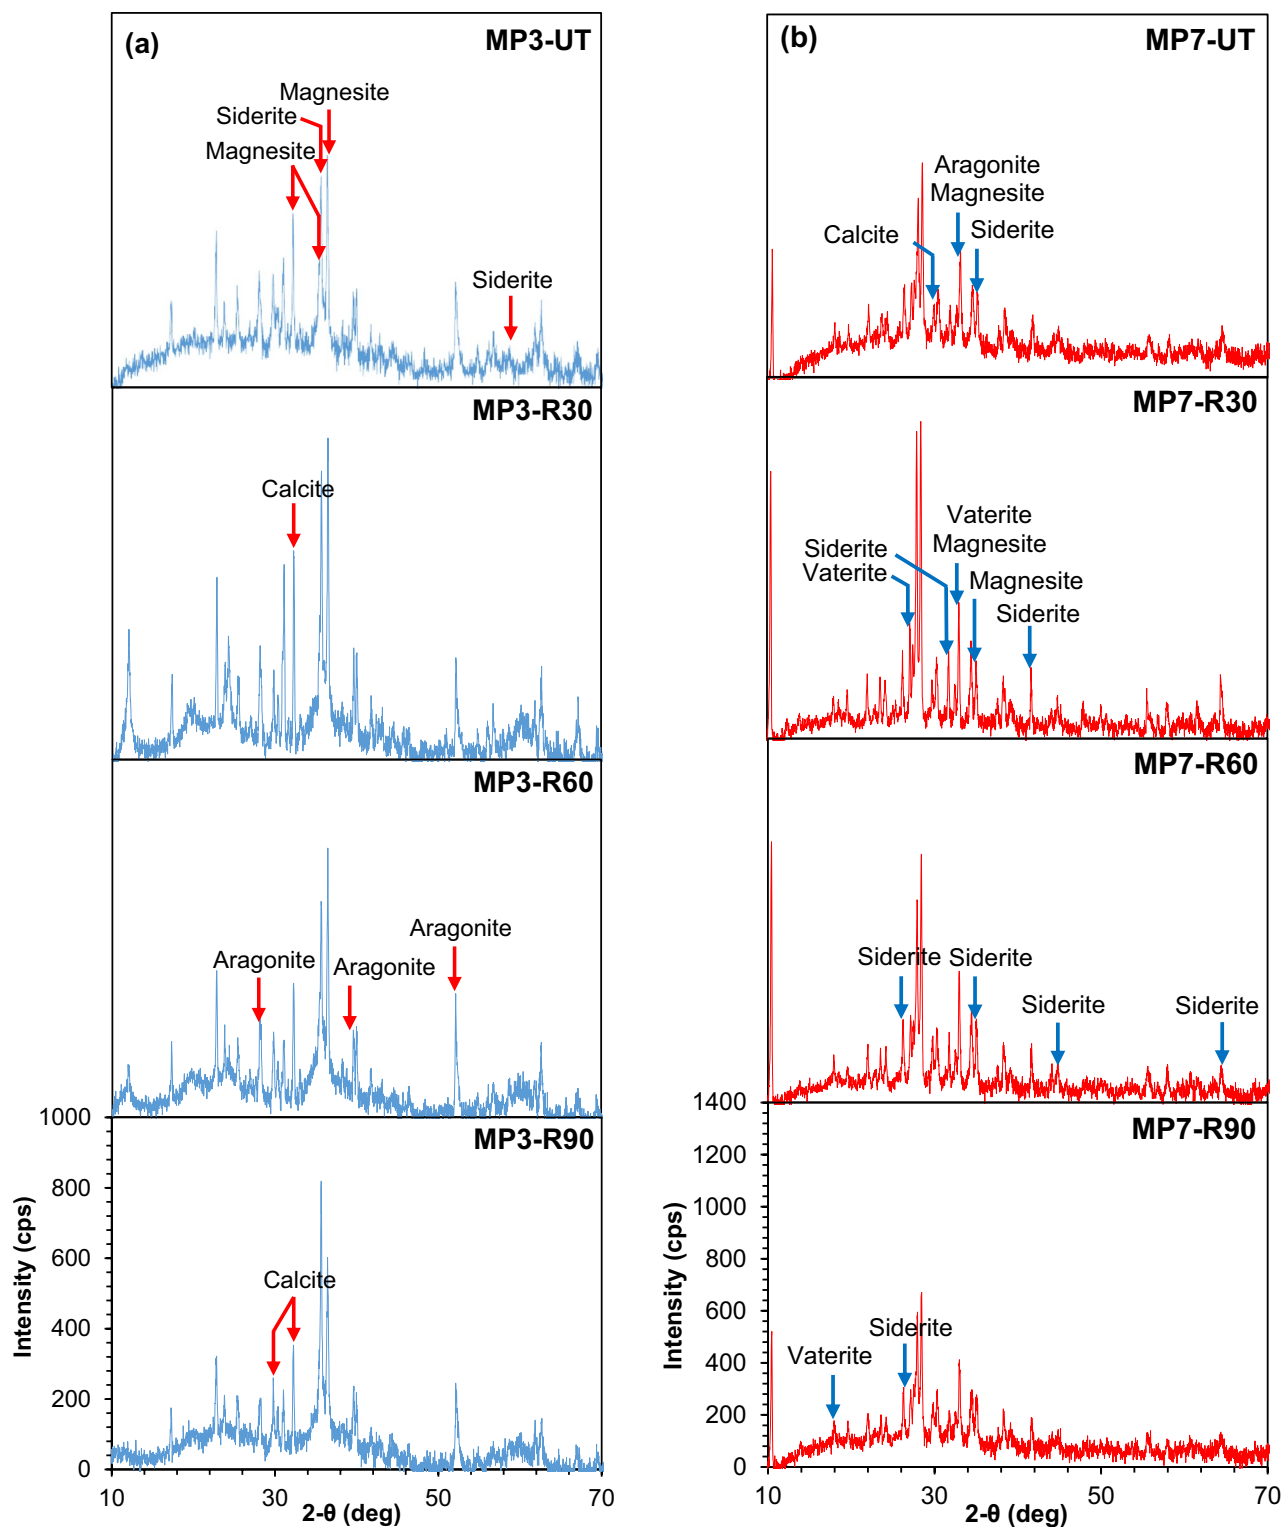 (a)
MP3-UT
Magnesite
Siderite
Magnesite
Siderite
MP3-R30
Calcite
MP3-R60
Aragonite
Aragonite
Aragonite
MP3-R90
Calcite
1000
800
600
400
200
0
Intensity (cps)
10
30
50
70
2-θ (deg)
(b)
MP7-UT
Aragonite
Magnesite
Calcite
Siderite
MP7-R30
Vaterite
Magnesite
Siderite
Vaterite
Magnesite
Siderite
MP7-R60
Siderite
Siderite
Siderite
Siderite
MP7-R90
Siderite
Vaterite
1400
1200
1000
800
600
400
200
0
Intensity (cps)
10
30
50
70
2-θ (deg)